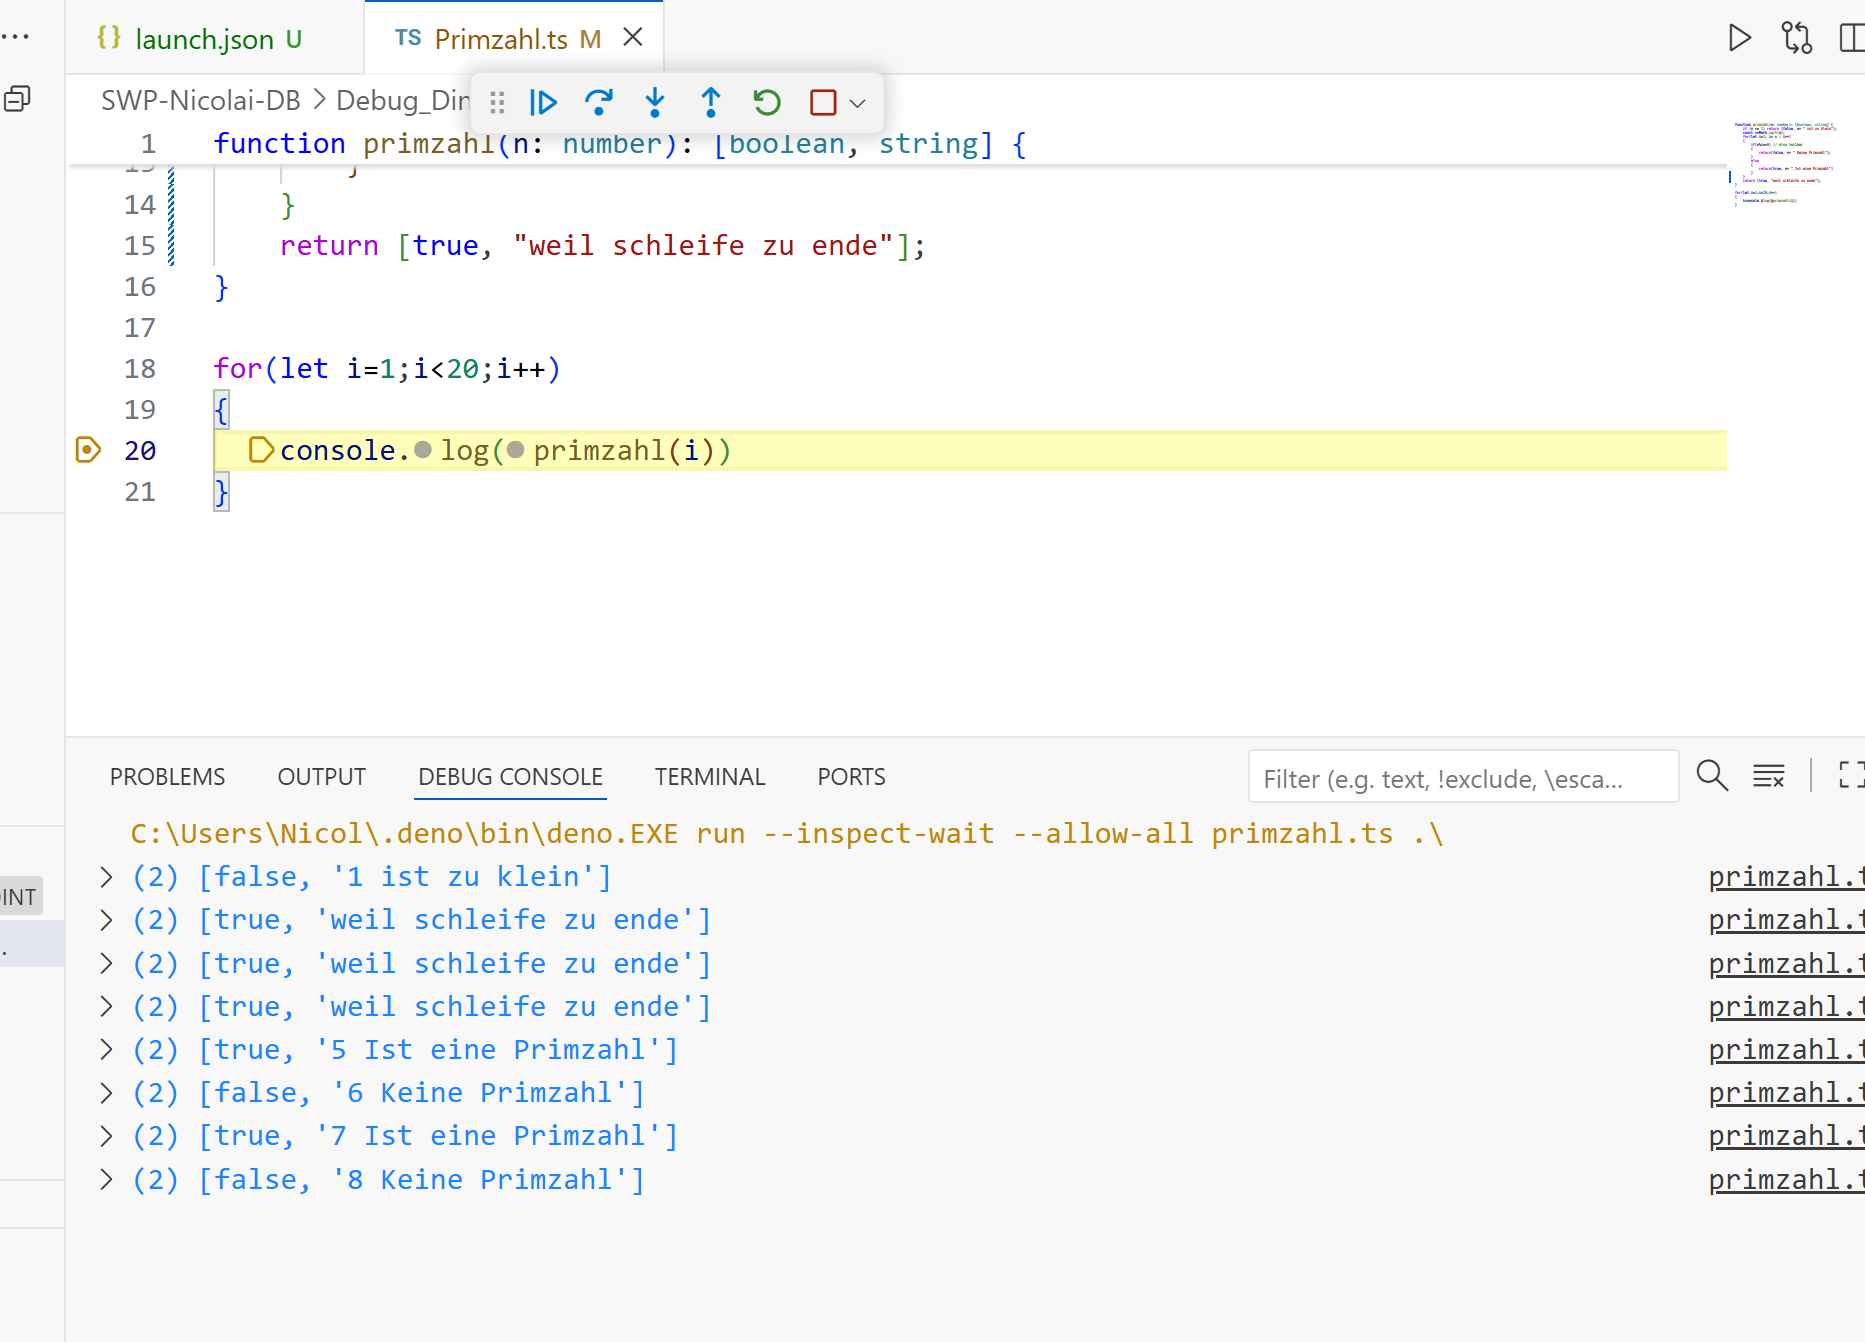 launch.json U
TS Primzahl.ts M
SWP-Nicolai-DB > Debug_Din
1 function primzahl(n: number): [boolean, string] {
13 }
14 }
15 return [true, "weil schleife zu ende"];
16 }
17
18 for(let i=1;i<20;i++)
19 {
20 console.log(primzahl(i))
21 }
PROBLEMS OUTPUT DEBUG CONSOLE TERMINAL PORTS
Filter (e.g. text, !exclude, \esca...
C:\Users\Nicol\.deno\bin\deno.EXE run --inspect-wait --allow-all primzahl.ts .\
(2) [false, '1 ist zu klein'] primzahl.t
(2) [true, 'weil schleife zu ende'] primzahl.t
(2) [true, 'weil schleife zu ende'] primzahl.t
(2) [true, 'weil schleife zu ende'] primzahl.t
(2) [true, '5 Ist eine Primzahl'] primzahl.t
(2) [false, '6 Keine Primzahl'] primzahl.t
(2) [true, '7 Ist eine Primzahl'] primzahl.t
(2) [false, '8 Keine Primzahl'] primzahl.t
INT